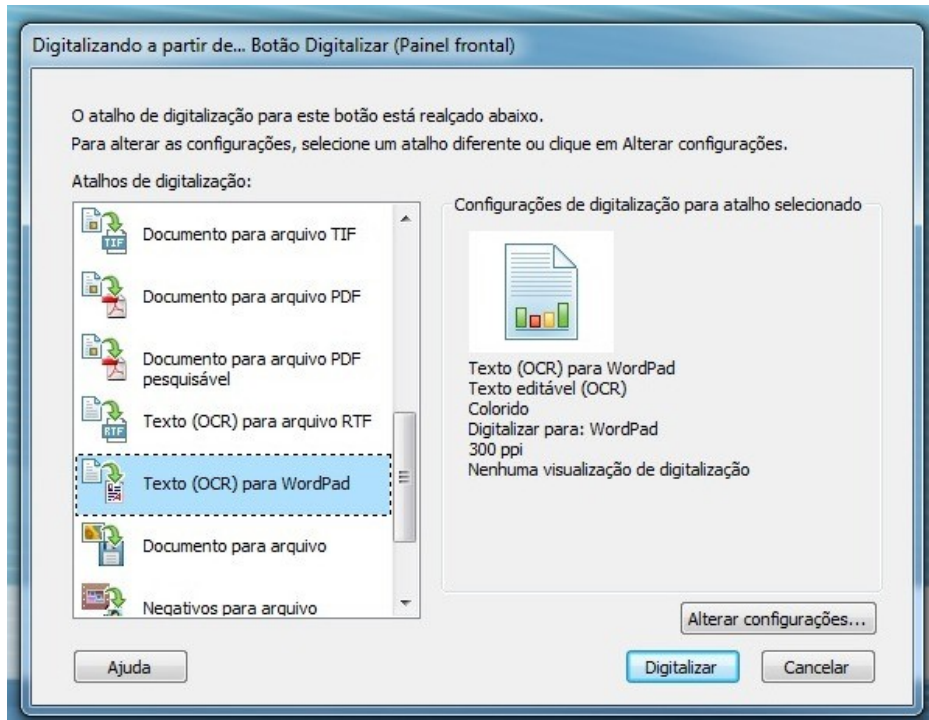 Digitalizando a partir de... Botão Digitalizar (Painel frontal)
O atalho de digitalização para este botão está realçado abaixo.
Para alterar as configurações, selecione um atalho diferente ou clique em Alterar configurações.
Atalhos de digitalização:
TIF
Documento para arquivo TIF
Documento para arquivo PDF
Documento para arquivo PDF
pesquisável
RTF
Texto (OCR) para arquivo RTF
Texto (OCR) para WordPad
Documento para arquivo
Negativos para arquivo
Configurações de digitalização para atalho selecionado
Texto (OCR) para WordPad
Texto editável (OCR)
Colorido
Digitalizar para: WordPad
300 ppi
Nenhuma visualização de digitalização
Alterar configurações...
Ajuda
Digitalizar
Cancelar